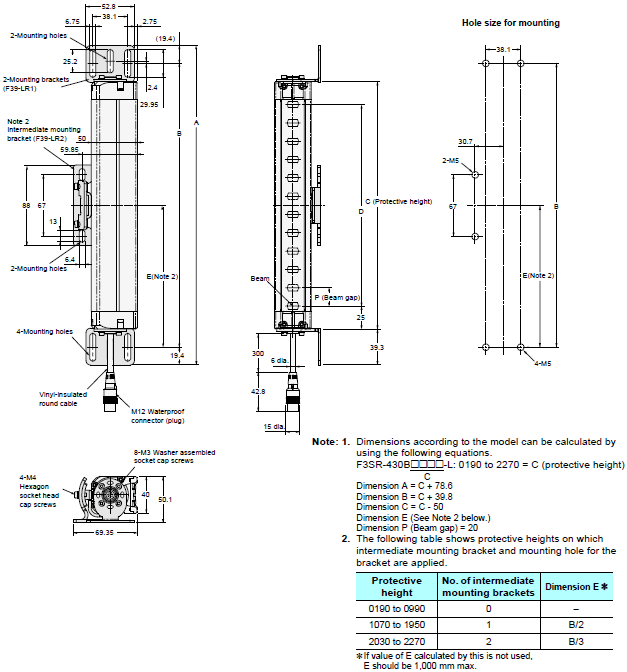 52.8
38.1
6.75
2.75
(19.4)
2-Mounting holes
25.2
2-Mounting brackets
(F39-LR1)
2.4
29.95
Note 2
Intermediate mounting
bracket (F39-LR2)
50
59.85
B
A
88
67
13
6.4
2-Mounting holes
E(Note 2)
4-Mounting holes
19.4
Vinyl-insulated
round cable
M12 Waterproof
connector (plug)
C (Protective height)
D
Beam
P (Beam gap)
25
300
6 dia.
39.3
42.8
15 dia.
Hole size for mounting
38.1
30.7
2-M5
67
B
E(Note 2)
4-M5
8-M3 Washer assembled
socket cap screws
4-M4
Hexagon
socket head
cap screws
40
50.1
69.35
Note: 1. Dimensions according to the model can be calculated by
using the following equations.
F3SR-430B□□□□-L: 0190 to 2270 = C (protective height)
C
Dimension A = C + 78.6
Dimension B = C + 39.8
Dimension C = C - 50
Dimension E (See Note 2 below.)
Dimension P (Beam gap) = 20
2. The following table shows protective heights on which
intermediate mounting bracket and mounting hole for the
bracket are applied.
Protective height No. of intermediate mounting brackets Dimension E *
0190 to 0990 0 –
1070 to 1950 1 B/2
2030 to 2270 2 B/3
*If value of E calculated by this is not used,
E should be 1,000 mm max.